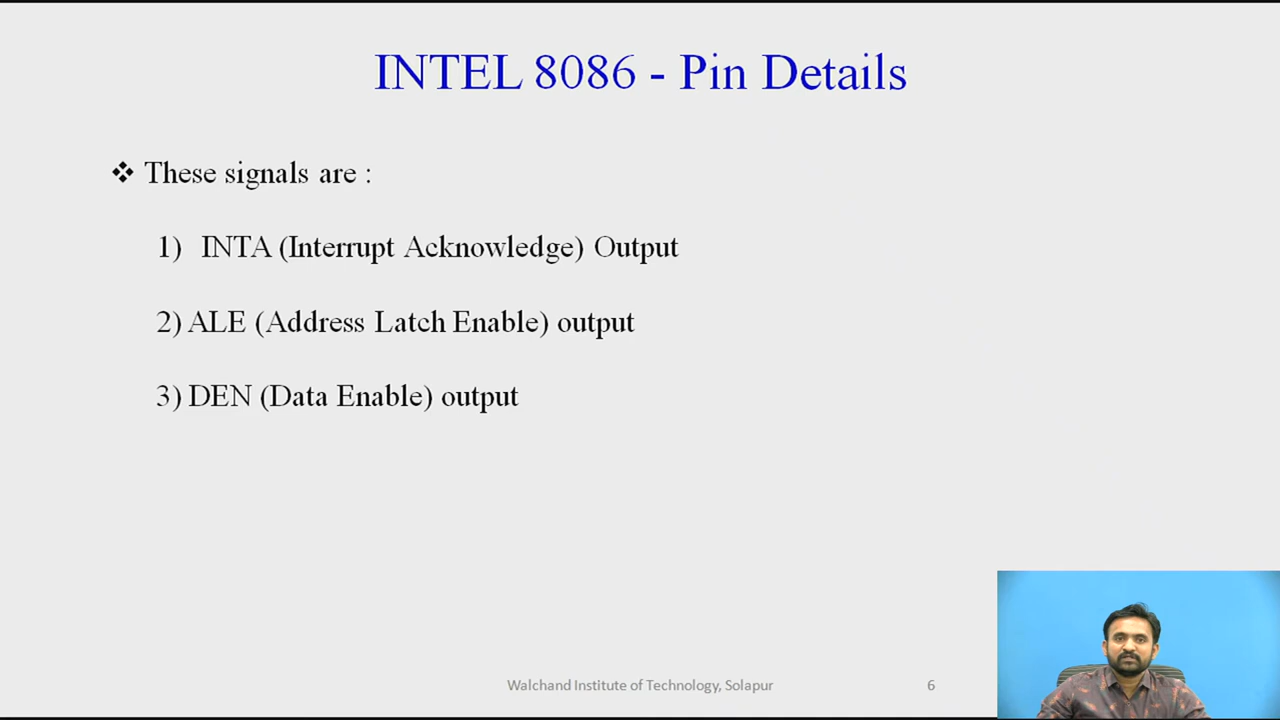 INTEL 8086 - Pin Details
❖ These signals are :
1) INTA (Interrupt Acknowledge) Output
2) ALE (Address Latch Enable) output
3) DEN (Data Enable) output
Walchand Institute of Technology, Solapur
6